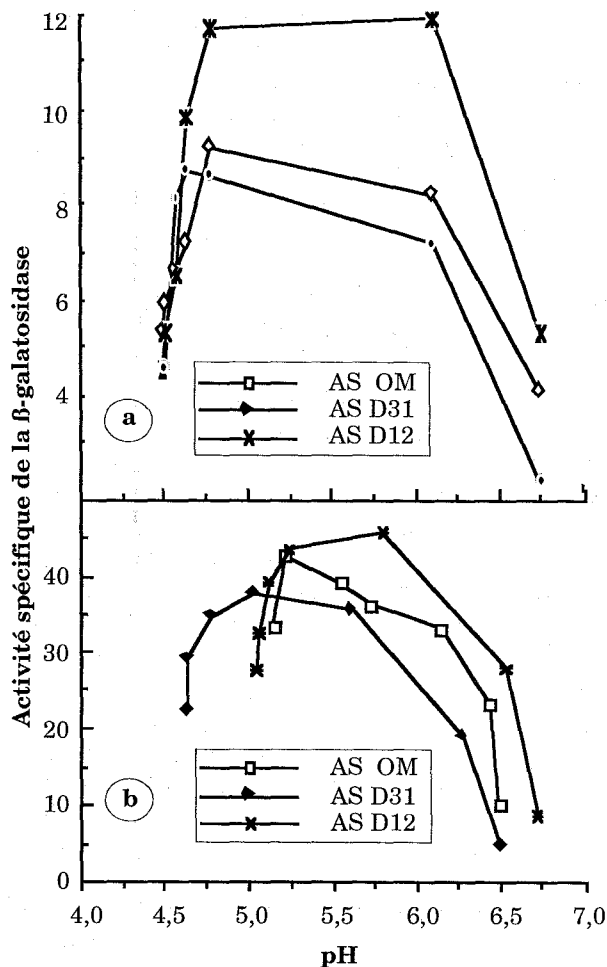 12
10
8
6
4
AS OM
AS D31
AS D12
a
Activité spécifique de la β-galatosidase
40
30
20
10
0
AS OM
AS D31
AS D12
b
4,0 4,5 5,0 5,5 6,0 6,5 7,0
pH